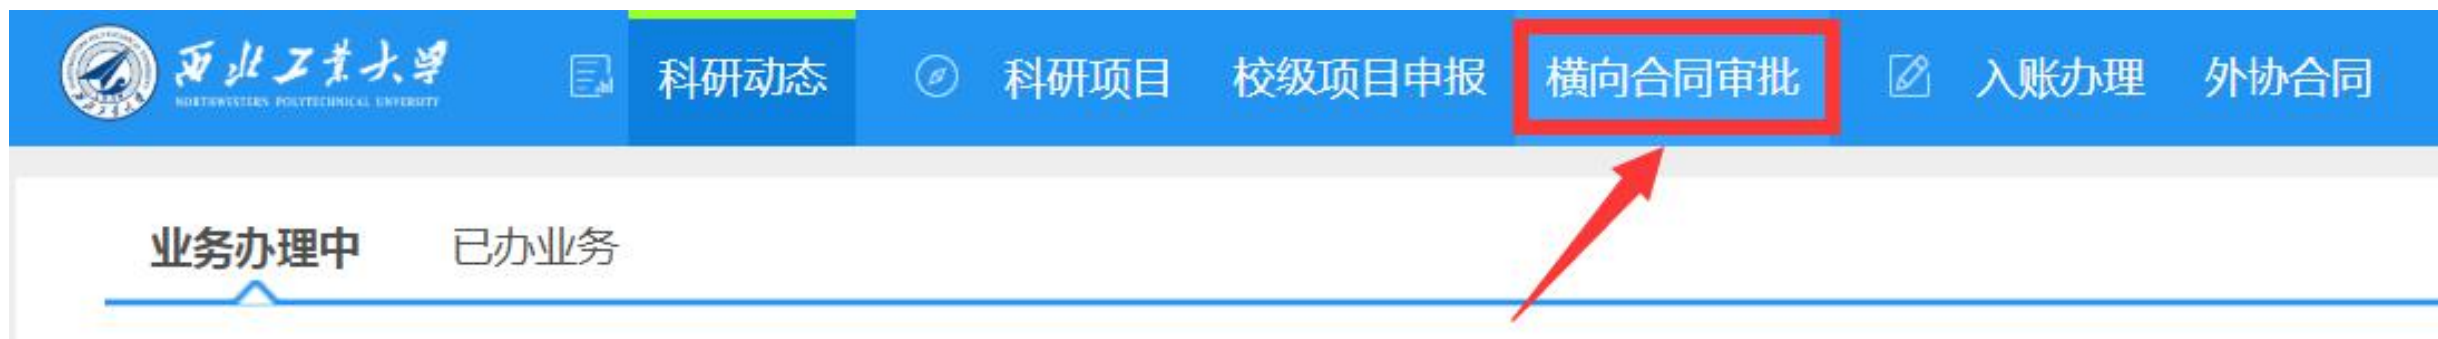 西北工业大学 科研动态 科研项目 校级项目申报 横向合同审批 入账办理 外协合同
NORTHWESTERN POLYTECHNICAL UNIVERSITY
业务办理中 已办业务